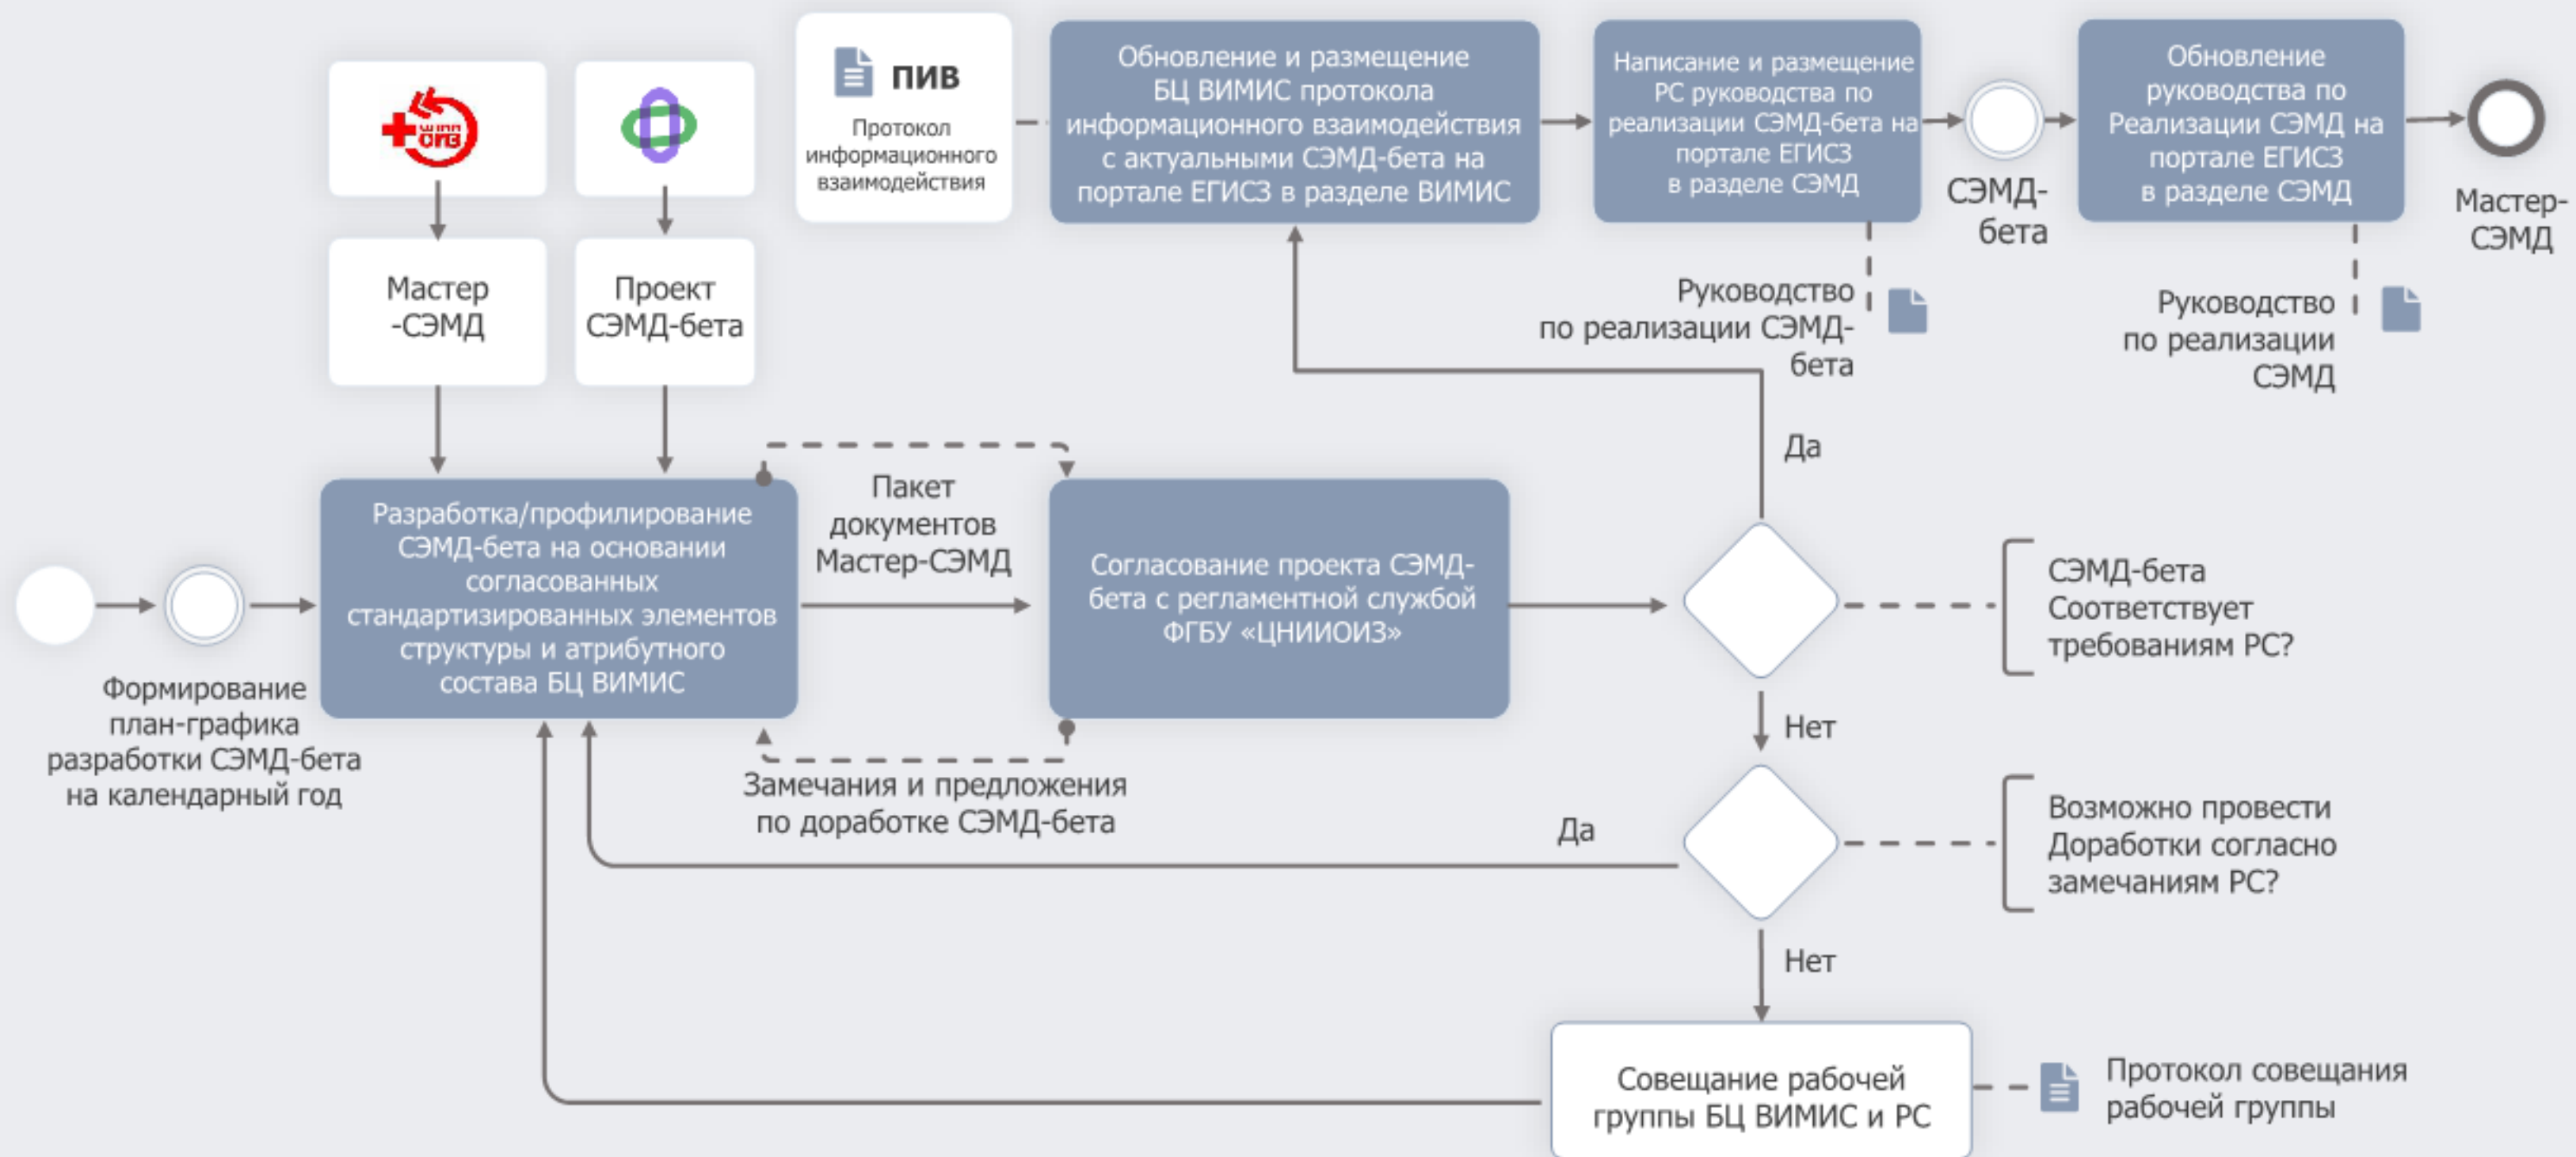 ПИВ
Протокол
информационного
взаимодействия
Обновление и размещение
БЦ ВИМИС протокола
информационного взаимодействия
с актуальными СЭМД-бета на
портале ЕГИСЗ в разделе ВИМИС
Написание и размещение
РС руководства по
реализации СЭМД-бета на
портале ЕГИСЗ
в разделе СЭМД
СЭМД-
бета
Обновление
руководства по
Реализации СЭМД на
портале ЕГИСЗ
в разделе СЭМД
Мастер-
СЭМД
Мастер
-СЭМД
Проект
СЭМД-бета
Руководство
по реализации СЭМД-
бета
Руководство
по реализации
СЭМД
Да
Формирование
план-графика
разработки СЭМД-бета
на календарный год
Разработка/профилирование
СЭМД-бета на основании
согласованных
стандартизированных элементов
структуры и атрибутного
состава БЦ ВИМИС
Пакет
документов
Мастер-СЭМД
Согласование проекта СЭМД-
бета с регламентной службой
ФГБУ «ЦНИИОИЗ»
СЭМД-бета
Соответствует
требованиям РС?
Нет
Замечания и предложения
по доработке СЭМД-бета
Да
Возможно провести
Доработки согласно
замечаниям РС?
Нет
Совещание рабочей
группы БЦ ВИМИС и РС
Протокол совещания
рабочей группы